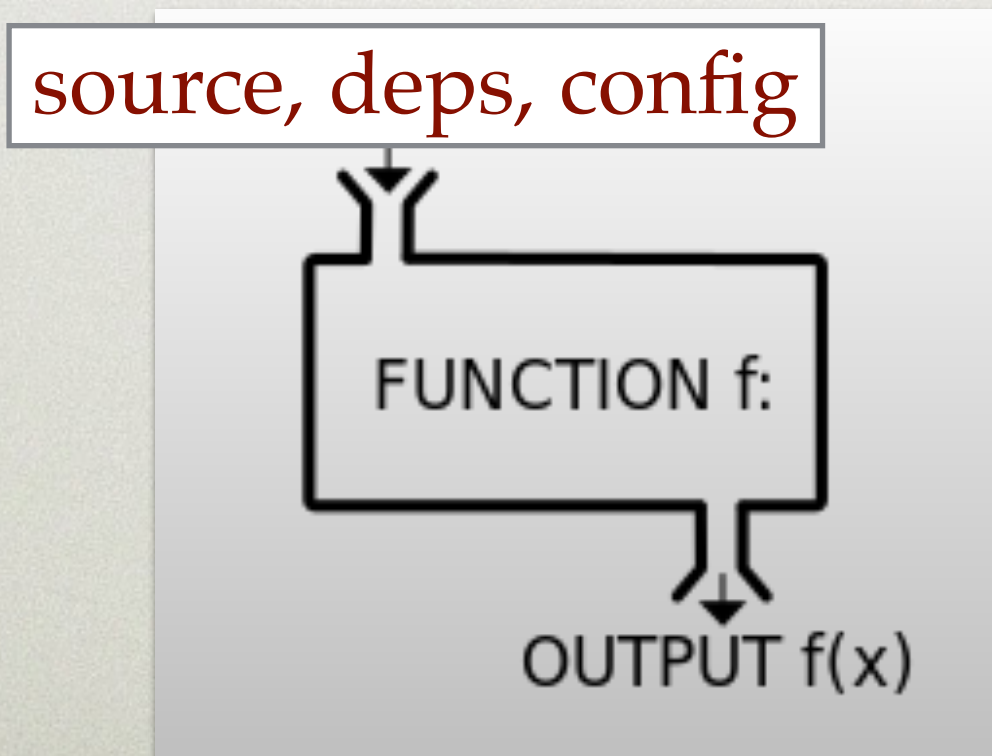 source, deps, config
FUNCTION f:
OUTPUT f(x)